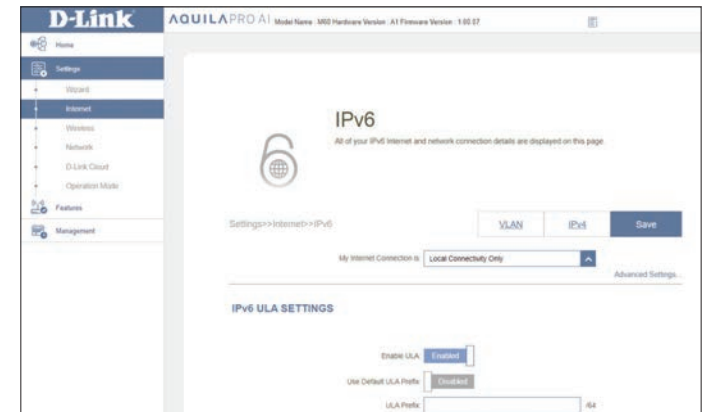 D-Link
AQUILA PRO AI Model Name : M60 Hardware Version : A1 Firmware Version : 1.00.07
Home
Settings
Wizard
Internet
Wireless
Network
D-Link Cloud
Operation Mode
Features
Management
IPv6
All of your IPv6 Internet and network connection details are displayed on this page.
Settings>>Internet>>IPv6
VLAN
IPv4
Save
My Internet Connection is
Local Connectivity Only
Advanced Settings...
IPv6 ULA SETTINGS
Enable ULA:
Enabled
Use Default ULA Prefix:
Disabled
ULA Prefix:
/64